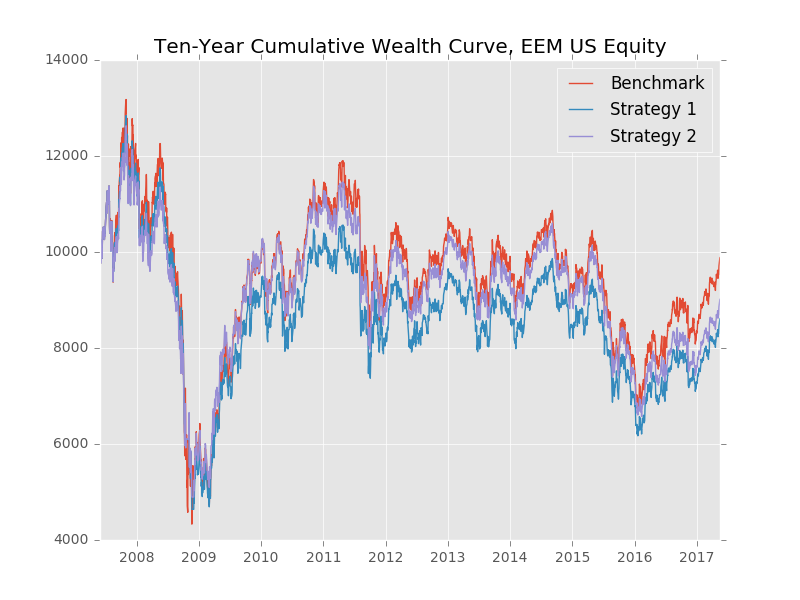 Ten-Year Cumulative Wealth Curve, EEM US Equity
14000
12000
10000
8000
6000
4000
Benchmark
Strategy 1
Strategy 2
2008 2009 2010 2011 2012 2013 2014 2015 2016 2017